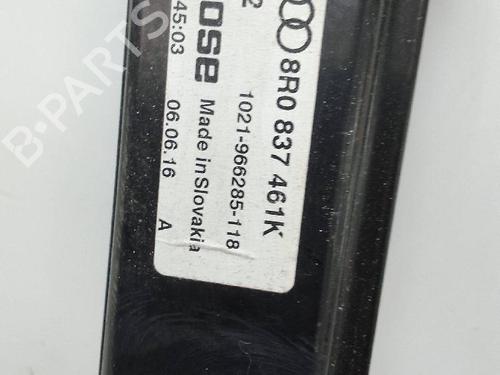 8R0 837 461K
2
1021-966285-118
ose
Made in Slovakia
45:03
06.06.16
A
B-PARTS